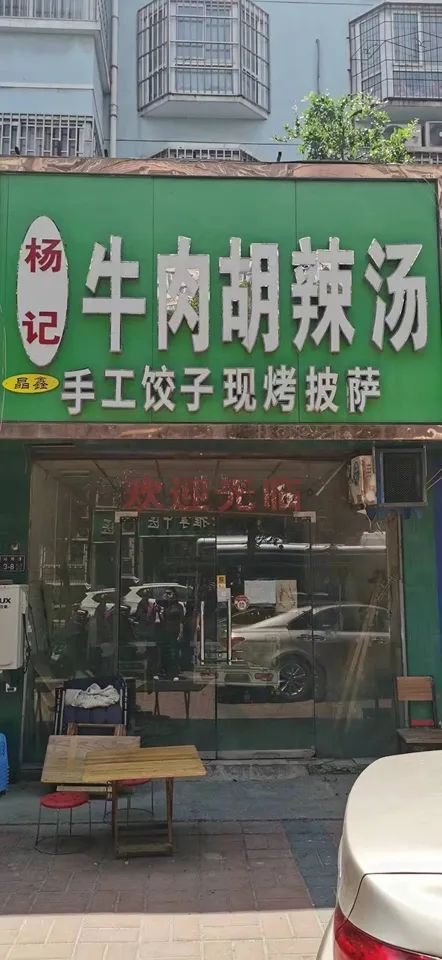 杨记
牛肉胡辣汤
晶鑫
手工饺子现烤披萨
欢迎光临